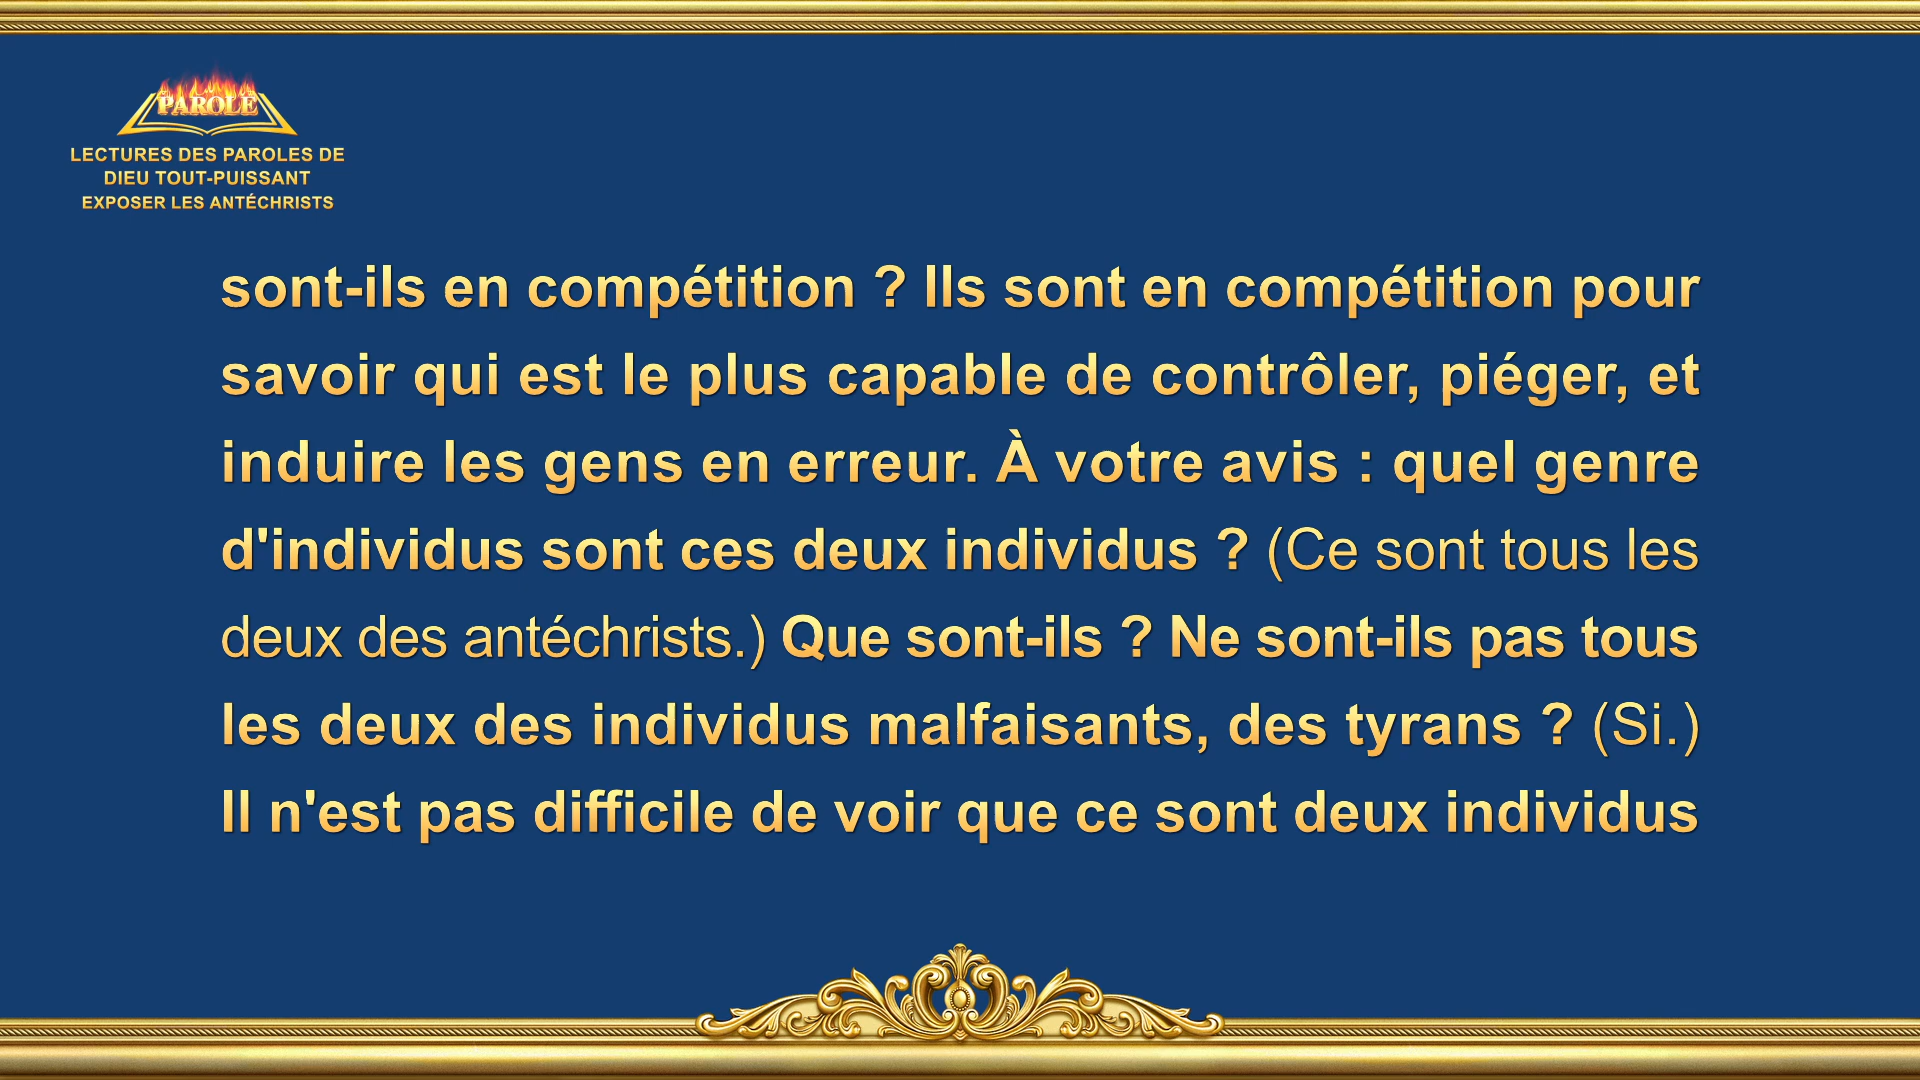 PAROLE
LECTURES DES PAROLES DE
DIEU TOUT-PUISSANT
EXPOSER LES ANTÉCHRISTS
sont-ils en compétition ? Ils sont en compétition pour
savoir qui est le plus capable de contrôler, piéger, et
induire les gens en erreur. À votre avis : quel genre
d'individus sont ces deux individus ? (Ce sont tous les
deux des antéchrists.) Que sont-ils ? Ne sont-ils pas tous
les deux des individus malfaisants, des tyrans ? (Si.)
Il n'est pas difficile de voir que ce sont deux individus